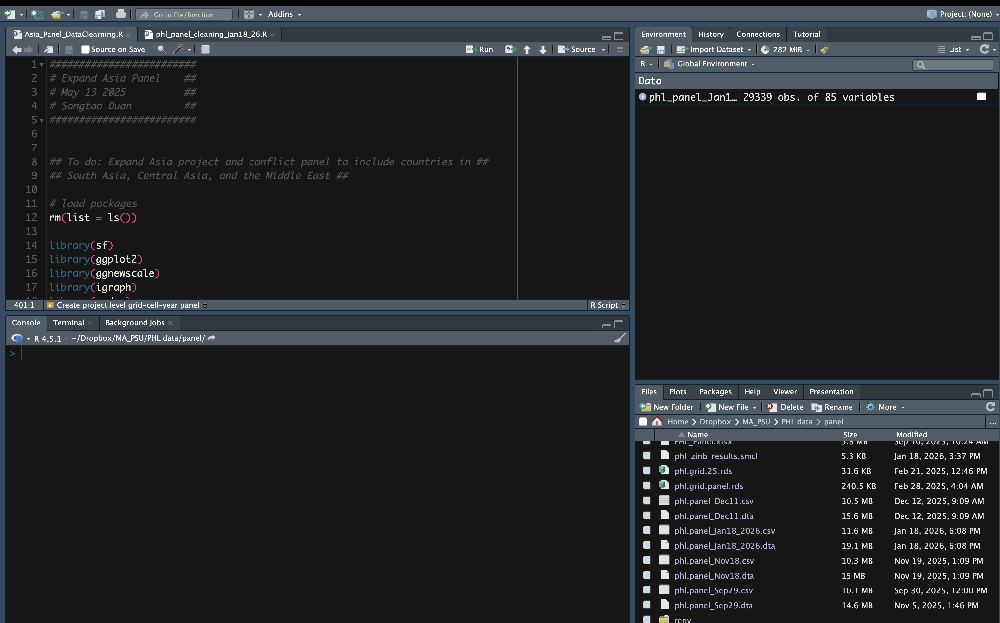 Go to file/function
Addins
Project: (None)
Asia_Panel_DataClearning.R
phl_panel_cleaning_Jan18_26.R
Source on Save
Run
Source
1 #########################
2 # Expand Asia Panel    ##
3 # May 13 2025          ##
4 # Songtao Duan         ##
5 #########################
6
7
8 ## To do: Expand Asia project and conflict panel to include countries in ##
9 ## South Asia, Central Asia, and the Middle East ##
10
11 # load packages
12 rm(list = ls())
13
14 library(sf)
15 library(ggplot2)
16 library(ggnewscale)
17 library(igraph)
401:1 # Create project level grid-cell-year panel R Script
Console Terminal Background Jobs
R 4.5.1 · ~/Dropbox/MA_PSU/PHL data/panel/
>
Environment History Connections Tutorial
Import Dataset 282 MiB List
R Global Environment
Data
phl_panel_Jan1… 29339 obs. of 85 variables
Files Plots Packages Help Viewer Presentation
New Folder New File Delete Rename More
Home Dropbox MA_PSU PHL data panel ...
Name Size Modified
PHL_Panel.xlsx 5.8 MB Sep 10, 2025, 10:24 AM
phl_zinb_results.smcl 5.3 KB Jan 18, 2026, 3:37 PM
phl.grid.25.rds 31.6 KB Feb 21, 2025, 12:46 PM
phl.grid.panel.rds 240.5 KB Feb 28, 2025, 4:04 AM
phl.panel_Dec11.csv 10.5 MB Dec 12, 2025, 9:09 AM
phl.panel_Dec11.dta 15.6 MB Dec 12, 2025, 9:09 AM
phl.panel_Jan18_2026.csv 11.6 MB Jan 18, 2026, 6:08 PM
phl.panel_Jan18_2026.dta 19.1 MB Jan 18, 2026, 6:08 PM
phl.panel_Nov18.csv 10.3 MB Nov 19, 2025, 1:09 PM
phl.panel_Nov18.dta 15 MB Nov 19, 2025, 1:09 PM
phl.panel_Sep29.csv 10.1 MB Sep 30, 2025, 12:00 PM
phl.panel_Sep29.dta 14.6 MB Nov 5, 2025, 1:46 PM
renv